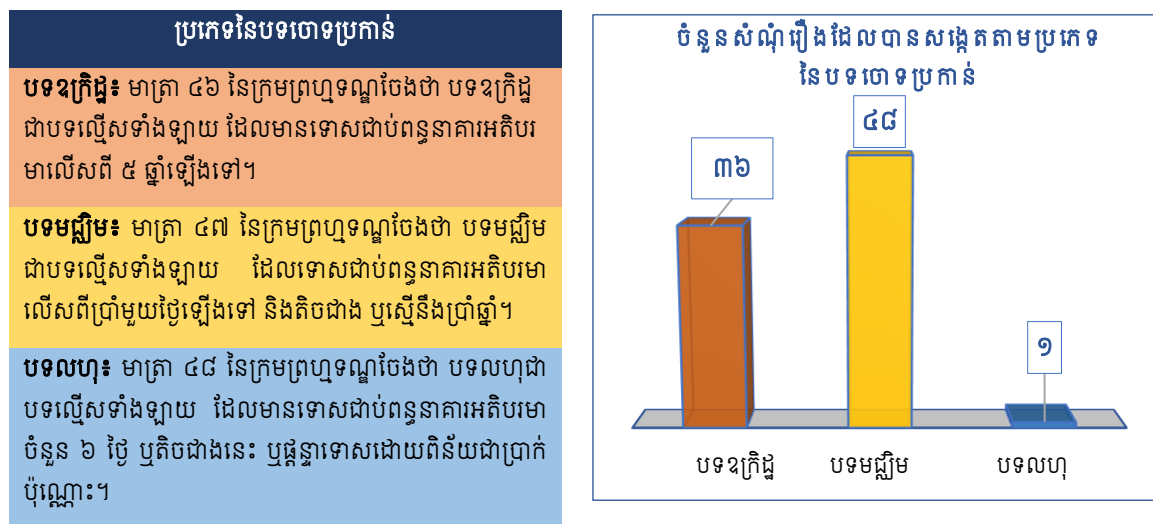 ប្រភេទនៃបទចោទប្រកាន់
បទឧក្រិដ្ឋ៖ មាត្រា ៤៦ នៃក្រមព្រហ្មទណ្ឌចែងថា បទឧក្រិដ្ឋ
ជាបទល្មើសទាំងឡាយ ដែលមានទោសជាប់ពន្ធនាគារអតិបរ
មាលើសពី ៥ ឆ្នាំឡើងទៅ។
បទមជ្ឈិម៖ មាត្រា ៤៧ នៃក្រមព្រហ្មទណ្ឌចែងថា បទមជ្ឈិម
ជាបទល្មើសទាំងឡាយ ដែលទោសជាប់ពន្ធនាគារអតិបរមា
លើសពីប្រាំមួយថ្ងៃឡើងទៅ និងតិចជាង ឬស្មើនឹងប្រាំឆ្នាំ។
បទលហុ៖ មាត្រា ៤៨ នៃក្រមព្រហ្មទណ្ឌចែងថា បទលហុជា
បទល្មើសទាំងឡាយ ដែលមានទោសជាប់ពន្ធនាគារអតិបរមា
ចំនួន ៦ ថ្ងៃ ឬតិចជាងនេះ ឬផ្តន្ទាទោសដោយពិន័យជាប្រាក់
ប៉ុណ្ណោះ។
ចំនួនសំណុំរឿងដែលបានសង្កេតតាមប្រភេទ
នៃបទចោទប្រកាន់
៣៦
៤៨
១
បទឧក្រិដ្ឋ
បទមជ្ឈិម
បទលហុ